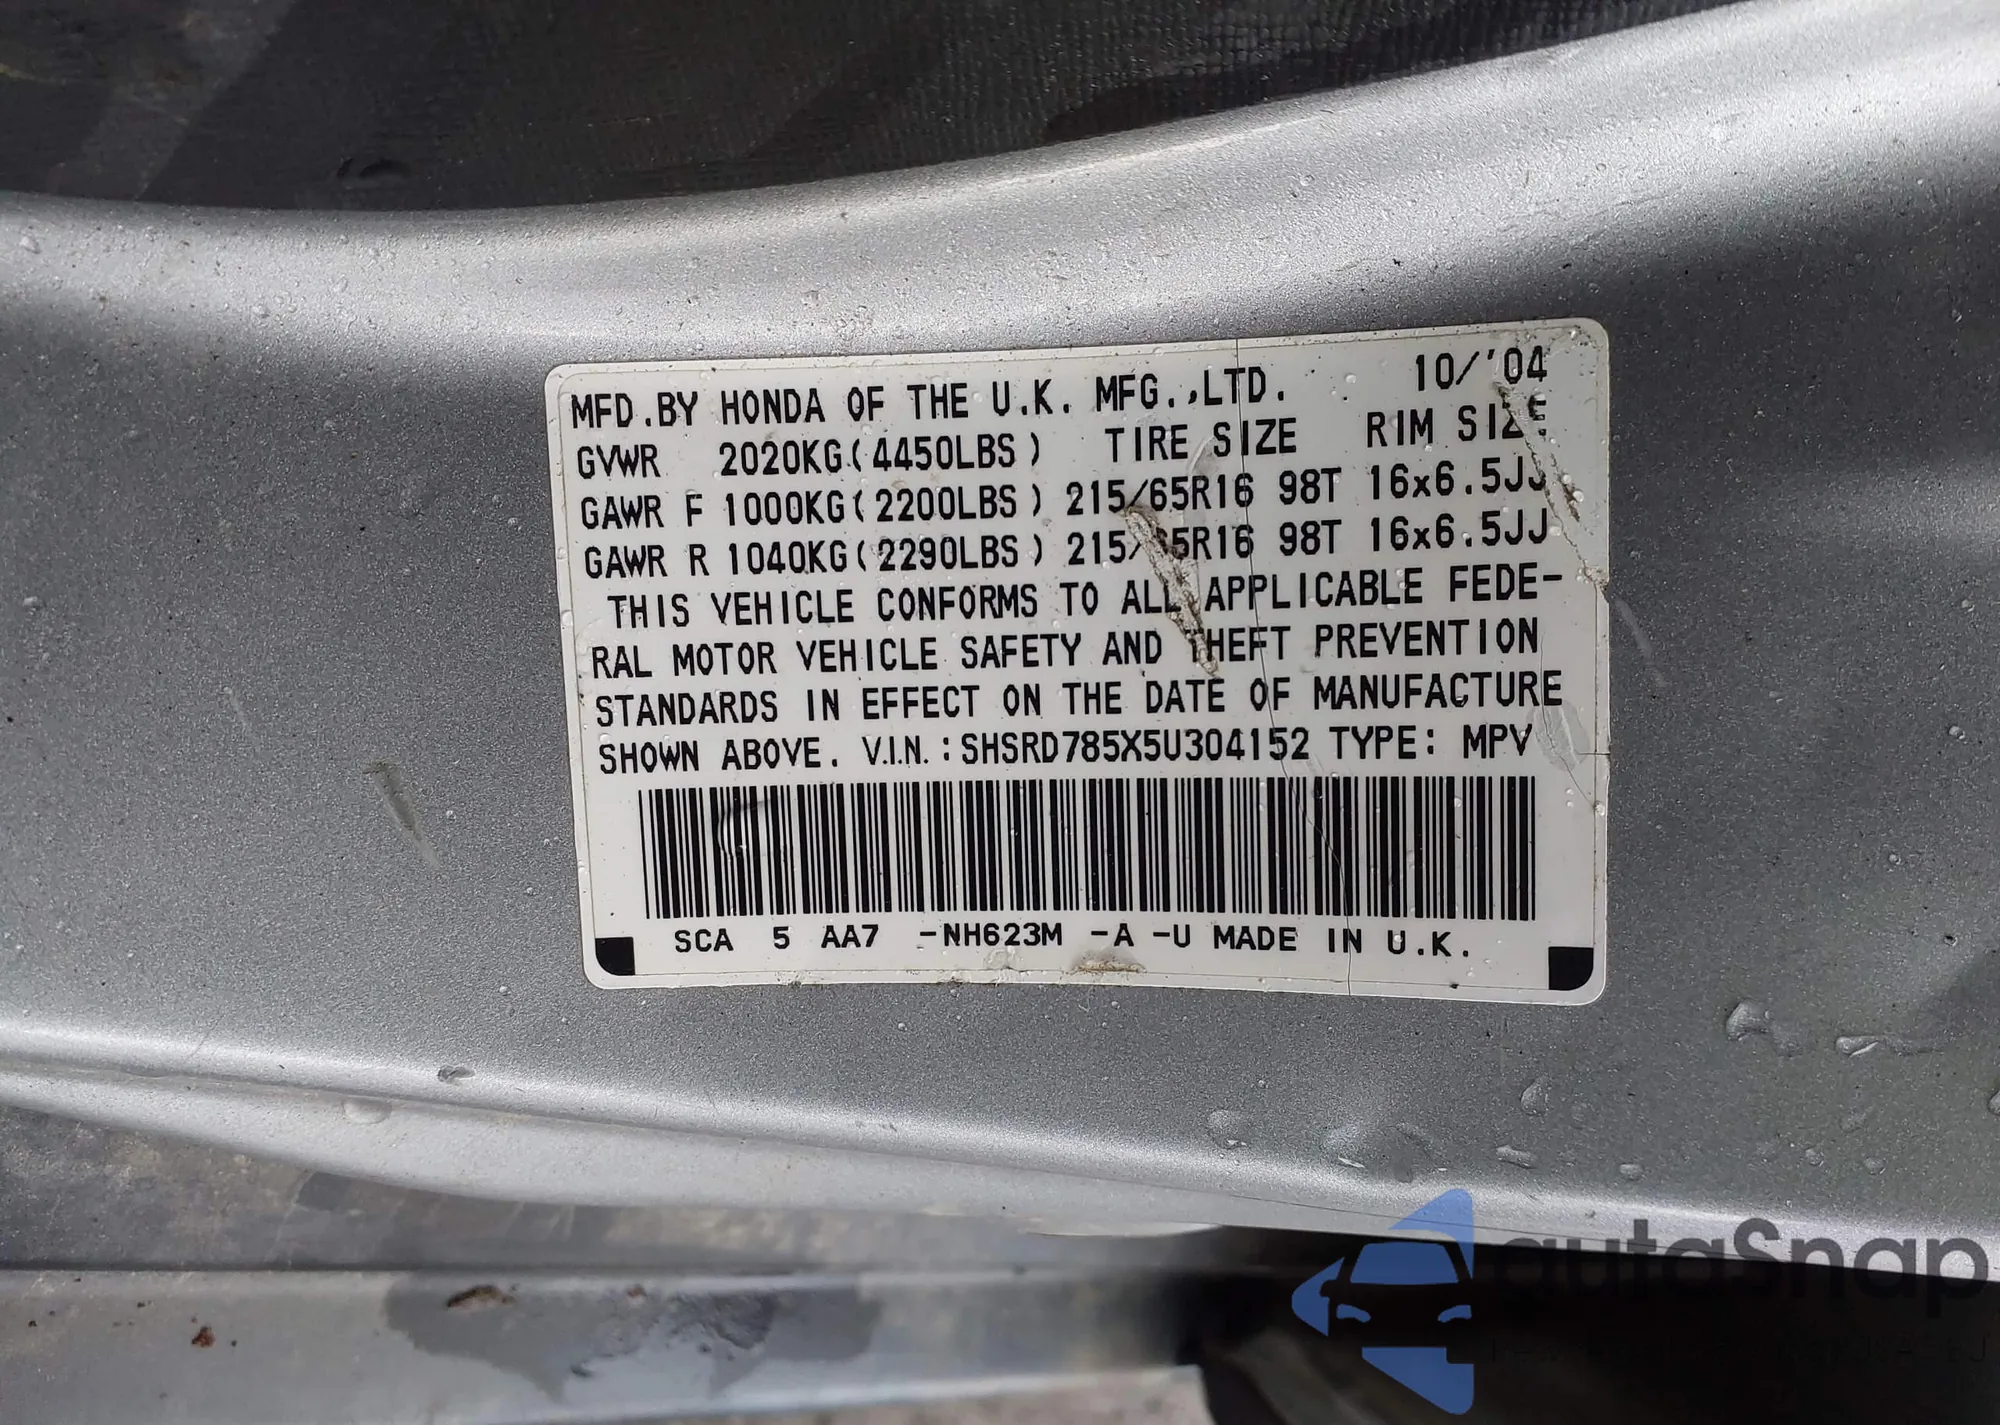 MFD.BY HONDA OF THE U.K. MFG.,LTD. 10/'04
GVWR 2020KG(4450LBS) TIRE SIZE RIM SIZE
GAWR F 1000KG(2200LBS) 215/65R16 98T 16x6.5JJ
GAWR R 1040KG(2290LBS) 215/65R16 98T 16x6.5JJ
THIS VEHICLE CONFORMS TO ALL APPLICABLE FEDE-
RAL MOTOR VEHICLE SAFETY AND THEFT PREVENTION
STANDARDS IN EFFECT ON THE DATE OF MANUFACTURE
SHOWN ABOVE. V.I.N.:SHSRD785X5U304152 TYPE: MPV
SCA 5 AA7 -NH623M -A -U MADE IN U.K.
autaSnap